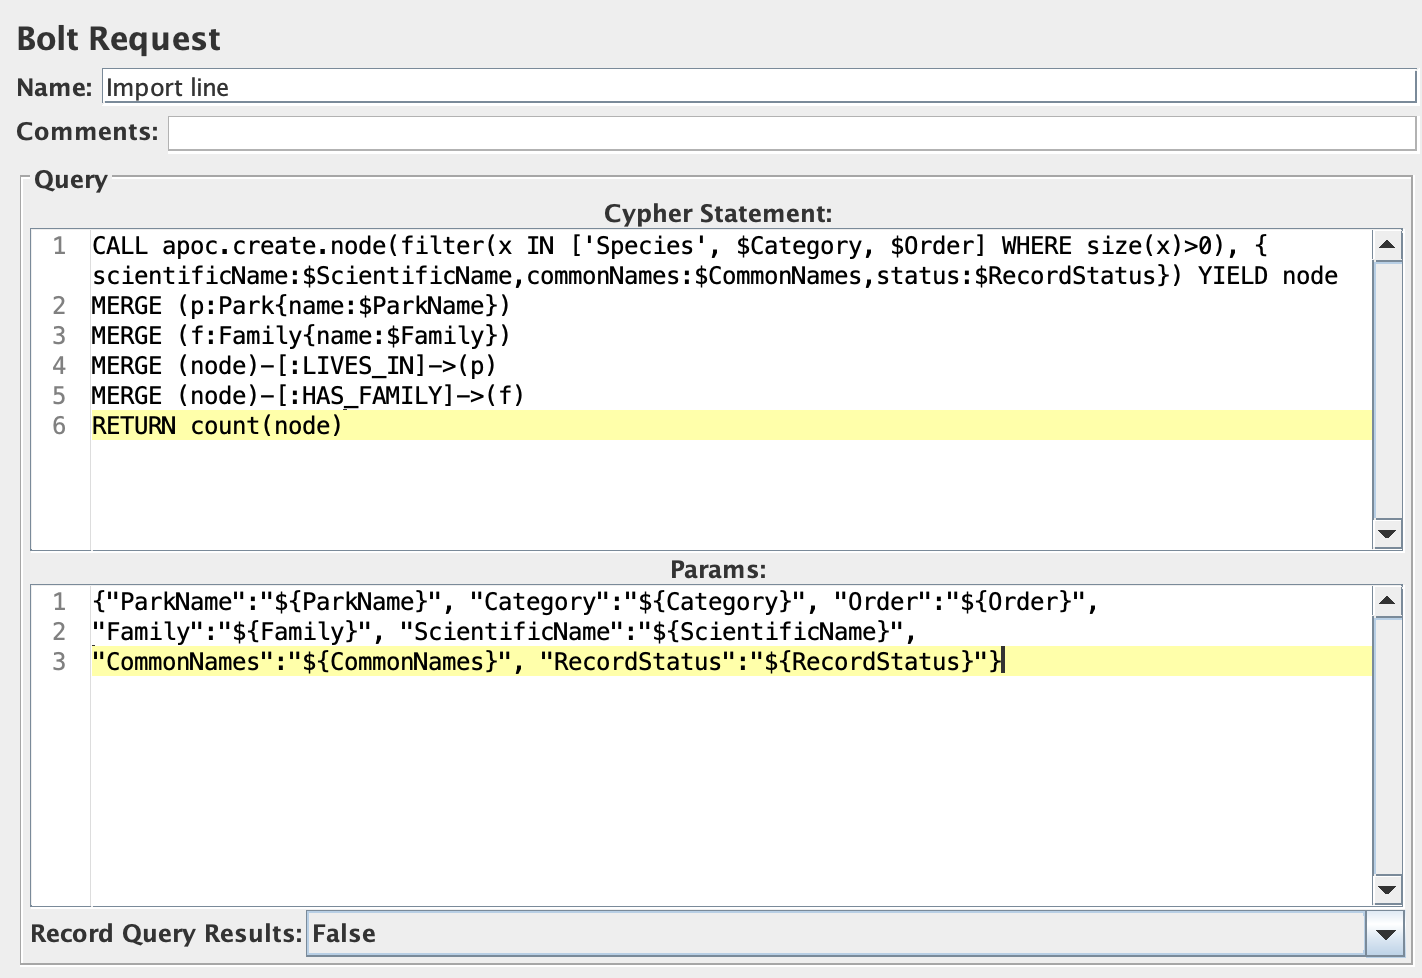 Bolt Request
Name: Import line
Comments:
Query
Cypher Statement:
1 CALL apoc.create.node(filter(x IN ['Species', $Category, $Order] WHERE size(x)>0), {
scientificName:$ScientificName,commonNames:$CommonNames,status:$RecordStatus}) YIELD node
2 MERGE (p:Park{name:$ParkName})
3 MERGE (f:Family{name:$Family})
4 MERGE (node)-[:LIVES_IN]->(p)
5 MERGE (node)-[:HAS_FAMILY]->(f)
6 RETURN count(node)
Params:
1 {"ParkName":"${ParkName}", "Category":"${Category}", "Order":"${Order}",
2 "Family":"${Family}", "ScientificName":"${ScientificName}",
3 "CommonNames":"${CommonNames}", "RecordStatus":"${RecordStatus}"}
Record Query Results: False